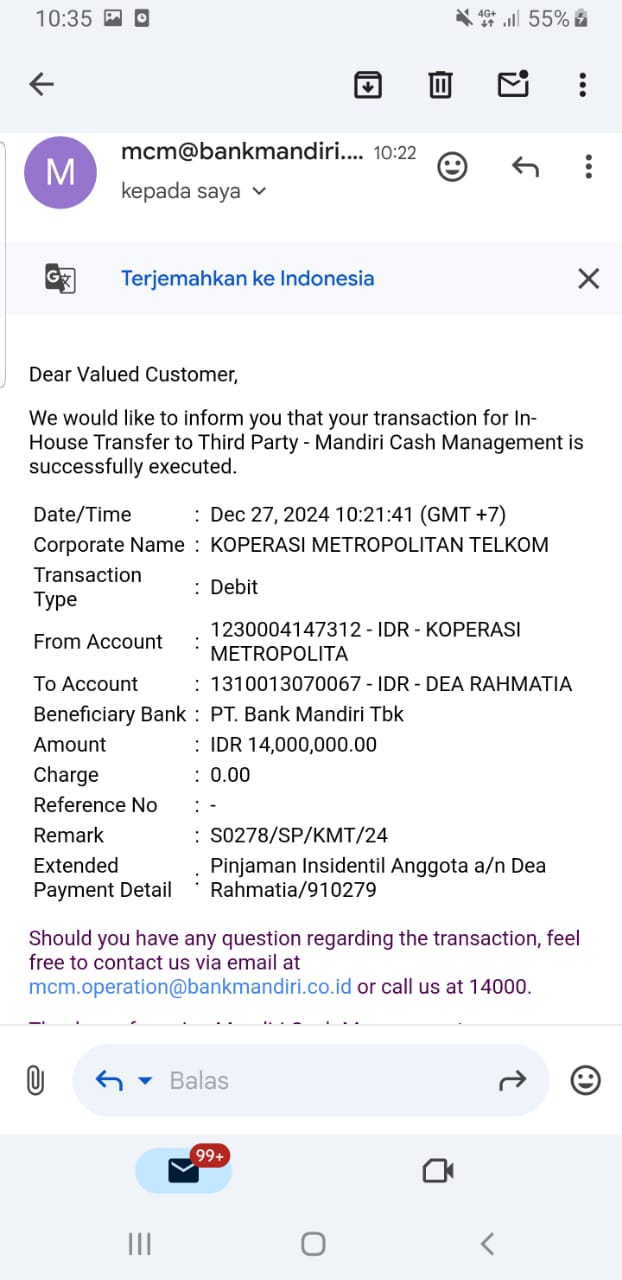 10:35
4G+
55%
M
mcm@bankmandiri....
10:22
kepada saya
G
Terjemahkan ke Indonesia
Dear Valued Customer,
We would like to inform you that your transaction for In-
House Transfer to Third Party - Mandiri Cash Management is
successfully executed.
Date/Time : Dec 27, 2024 10:21:41 (GMT +7)
Corporate Name : KOPERASI METROPOLITAN TELKOM
Transaction
Type : Debit
From Account : 1230004147312 - IDR - KOPERASI
METROPOLITA
To Account : 1310013070067 - IDR - DEA RAHMATIA
Beneficiary Bank : PT. Bank Mandiri Tbk
Amount : IDR 14,000,000.00
Charge : 0.00
Reference No : -
Remark : S0278/SP/KMT/24
Extended
Payment Detail : Pinjaman Insidentil Anggota a/n Dea
Rahmatia/910279
Should you have any question regarding the transaction, feel
free to contact us via email at
mcm.operation@bankmandiri.co.id or call us at 14000.
Balas
99+